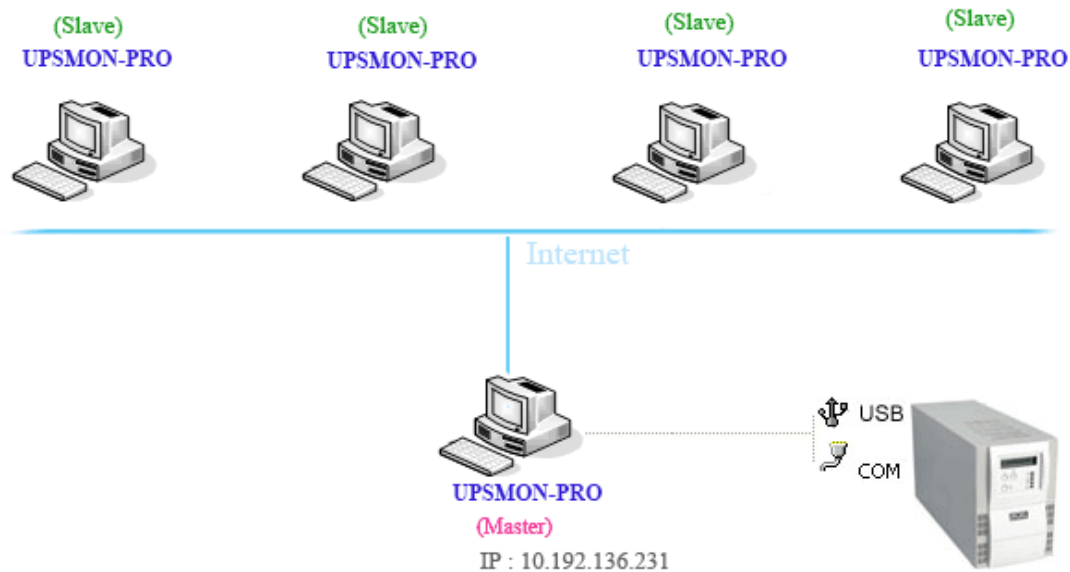 (Slave)
UPSMON-PRO
(Slave)
UPSMON-PRO
(Slave)
UPSMON-PRO
(Slave)
UPSMON-PRO
Internet
USB
COM
UPSMON-PRO
(Master)
IP : 10.192.136.231